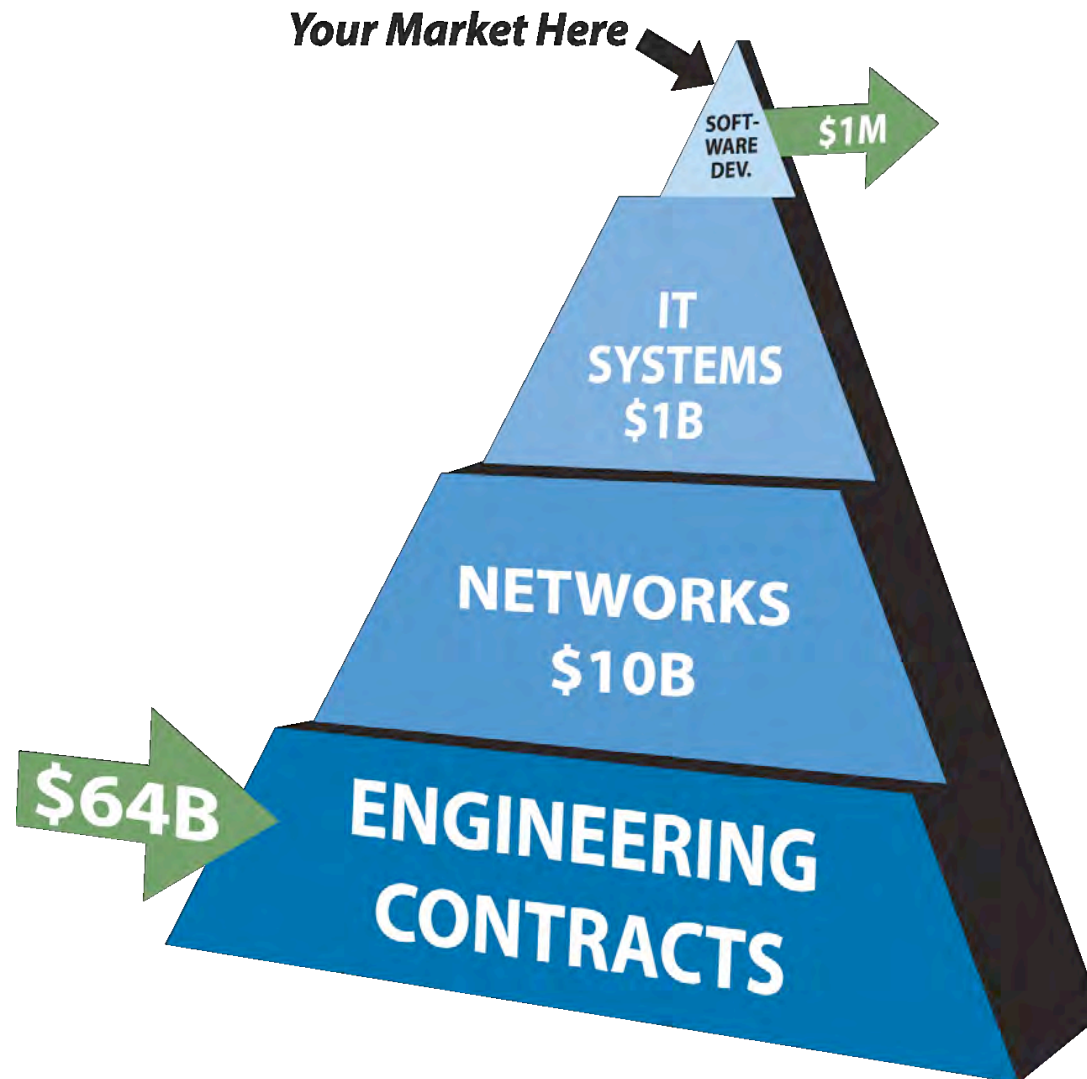 Your Market Here
SOFT-
WARE
DEV.
$1M
IT
SYSTEMS
$1B
NETWORKS
$10B
$64B
ENGINEERING
CONTRACTS